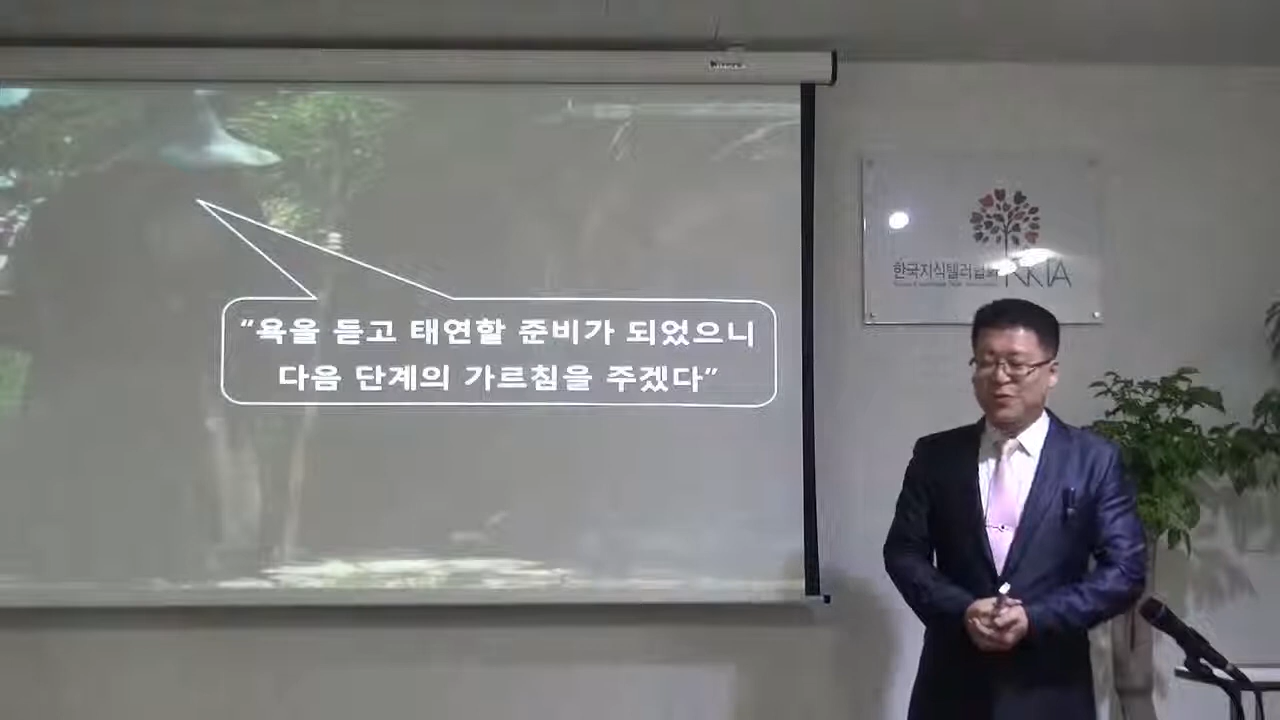 “욕을 듣고 태연할 준비가 되었으니
다음 단계의 가르침을 주겠다”
한국지식텔러협회 KKTA